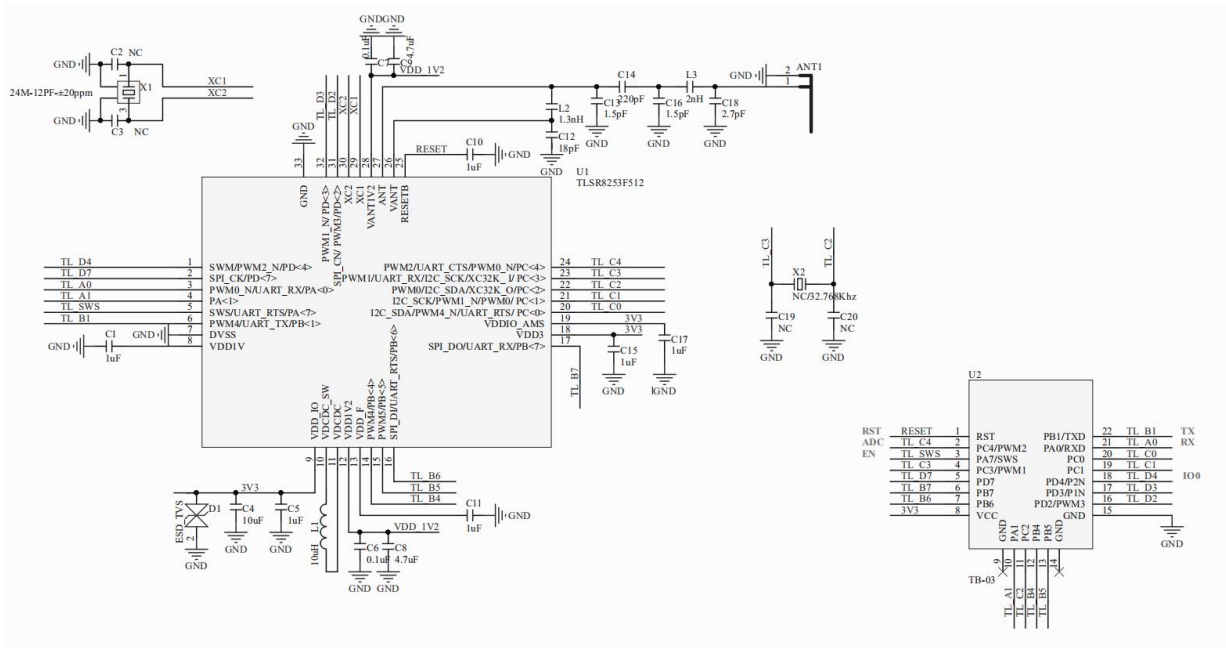 GND GND
C2 NC
GND
24M-12PF-±20ppm
1
X1
3
XC1
XC2
GND
C3 NC
0.1uF 4.7uF
C7 C9
VDD_1V2
TL_D3
TL_D2
XC2
XC1
L2
1.3nH
C12
18pF
GND
C13
1.5pF
GND
C14
220pF
C16
1.5pF
GND
L3
2nH
C18
2.7pF
GND
GND
2
1
ANT1
GND
RESET
C10
1uF
GND
U1
TLSR8253F512
33 32 31 30 29 28 27 26 25
GND
PWM1_N/PD<3>
SPI_CN/PWM3/PD<2>
XC2
XC1
VANT1V2
ANT
VANT
RESETB
TL_D4 1 SWM/PWM2_N/PD<4>
TL_D7 2 SPI_CK/PD<7>
TL_A0 3 PWM0_N/UART_RX/PA<0>
TL_A1 4 PA<1>
TL_SWS 5 SWS/UART_RTS/PA<7>
TL_B1 6 PWM4/UART_TX/PB<1>
GND 7 DVSS
8 VDD1V
GND
C1
1uF
PWM2/UART_CTS/PWM0_N/PC<4> 24 TL_C4
PWM1/UART_RX/I2C_SCK/XC32K_I/ PC<3> 23 TL_C3
PWM0/I2C_SDA/XC32K_O/ PC<2> 22 TL_C2
I2C_SCK/PWM1_N/PWM0/ PC<1> 21 TL_C1
I2C_SDA/PWM4_N/UART_RTS/ PC<0> 20 TL_C0
VDDIO_AMS 19 3V3
VDD3 18 3V3
SPI_DO/UART_RX/PB<7> 17
TL_B7
C15
1uF
GND
C17
1uF
GND
VDD_IO
VDCDC_SW
VDCDC
VDD1V2
VDD_F
PWM4/PB<4>
PWM5/PB<5>
9 10 11 12 13 14 15 16
3V3
D1
ESD_TVS
2
GND
C4
10uF
GND
C5
1uF
GND
L1
10uH
TL_B6
TL_B5
TL_B4
C11
1uF
GND
VDD_1V2
C6
0.1uF
GND
C8
4.7uF
GND
TL_C3
TL_C2
X2
NC/32.768Khz
C19
NC
GND
C20
NC
GND
U2
RST RESET 1 RST
ADC TL_C4 2 PC4/PWM2
EN TL_SWS 3 PA7/SWS
TL_C3 4 PC3/PWM1
TL_D7 5 PD7
TL_B7 6 PB7
TL_B6 7 PB6
3V3 8 VCC
PB1/TXD 22 TL_B1 TX
PA0/RXD 21 TL_A0 RX
PC0 20 TL_C0
PC1 19 TL_C1
PD4/P2N 18 TL_D4 IO0
PD3/P1N 17 TL_D3
PD2/PWM3 16 TL_D2
GND 15
GND
GND PA1 PC2 PB4 PB5 GND
9 10 11 12 13 14
TB-03
TL_A1
TL_C2
TL_B4
TL_B5